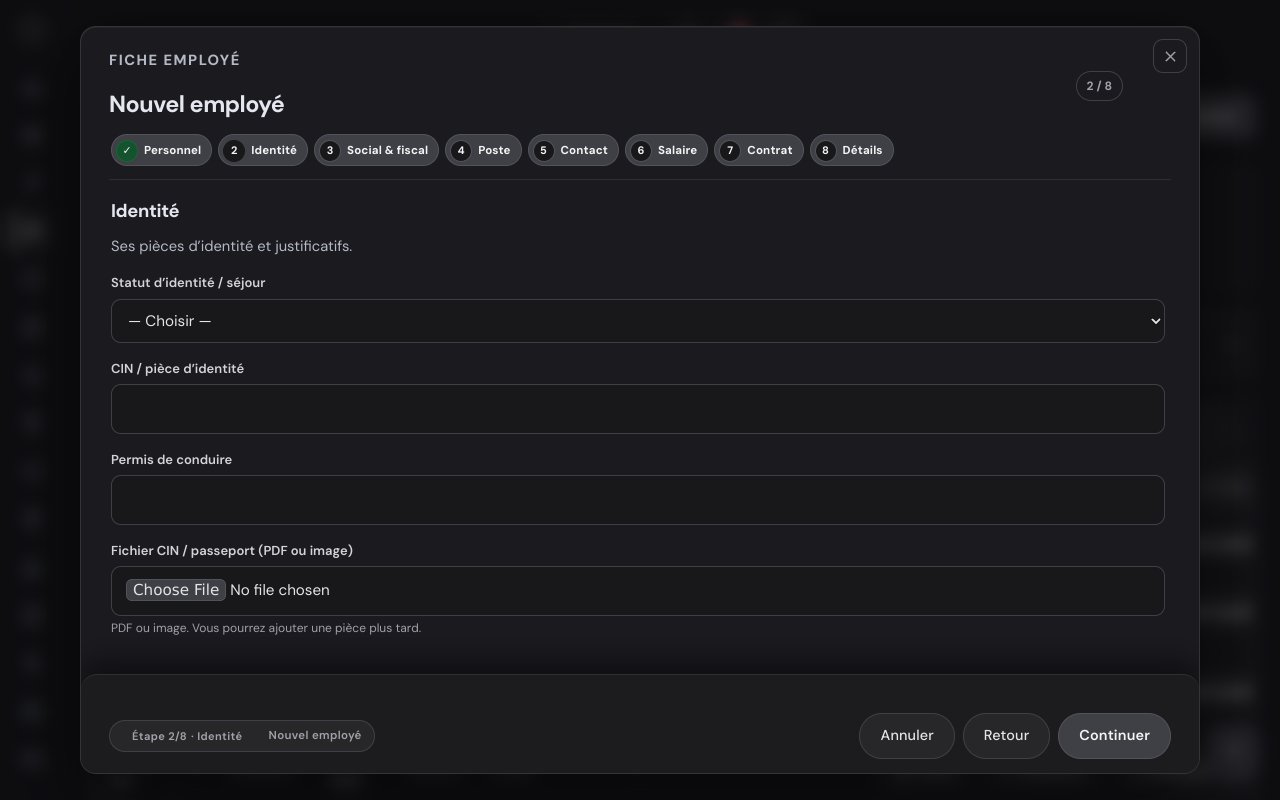 FICHE EMPLOYÉ
2 / 8
Nouvel employé
✓ Personnel 2 Identité 3 Social & fiscal 4 Poste 5 Contact 6 Salaire 7 Contrat 8 Détails
Identité
Ses pièces d’identité et justificatifs.
Statut d’identité / séjour
— Choisir —
CIN / pièce d’identité
Permis de conduire
Fichier CIN / passeport (PDF ou image)
Choose File No file chosen
PDF ou image. Vous pourrez ajouter une pièce plus tard.
Étape 2/8 · Identité Nouvel employé Annuler Retour Continuer